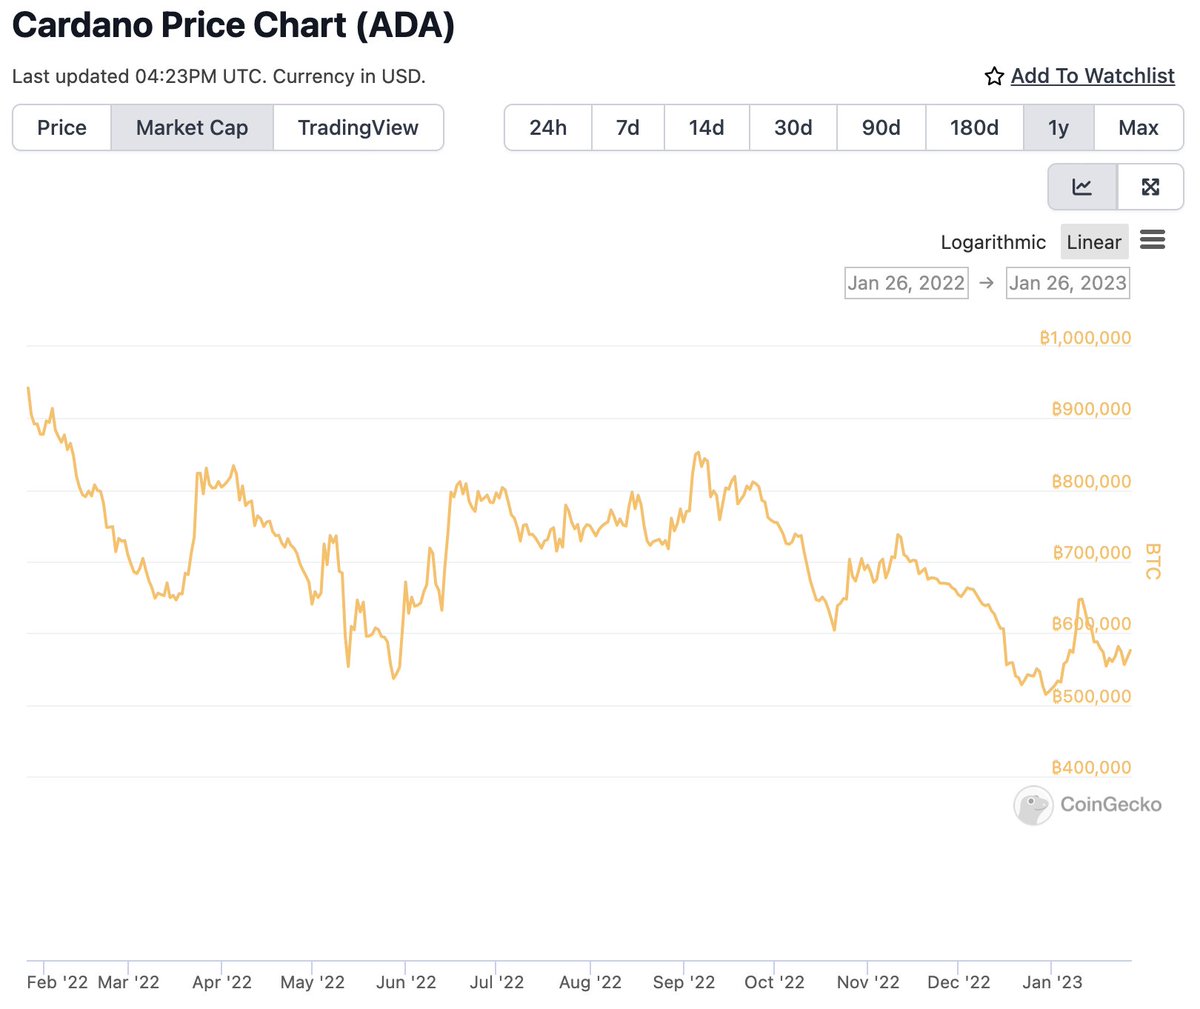 Cardano Price Chart (ADA)
Last updated 04:23PM UTC. Currency in USD.
Add To Watchlist
Price Market Cap TradingView 24h 7d 14d 30d 90d 180d 1y Max
Logarithmic Linear
Jan 26, 2022 → Jan 26, 2023
₿1,000,000
₿900,000
₿800,000
₿700,000
BTC
₿600,000
₿500,000
₿400,000
CoinGecko
Feb '22 Mar '22 Apr '22 May '22 Jun '22 Jul '22 Aug '22 Sep '22 Oct '22 Nov '22 Dec '22 Jan '23